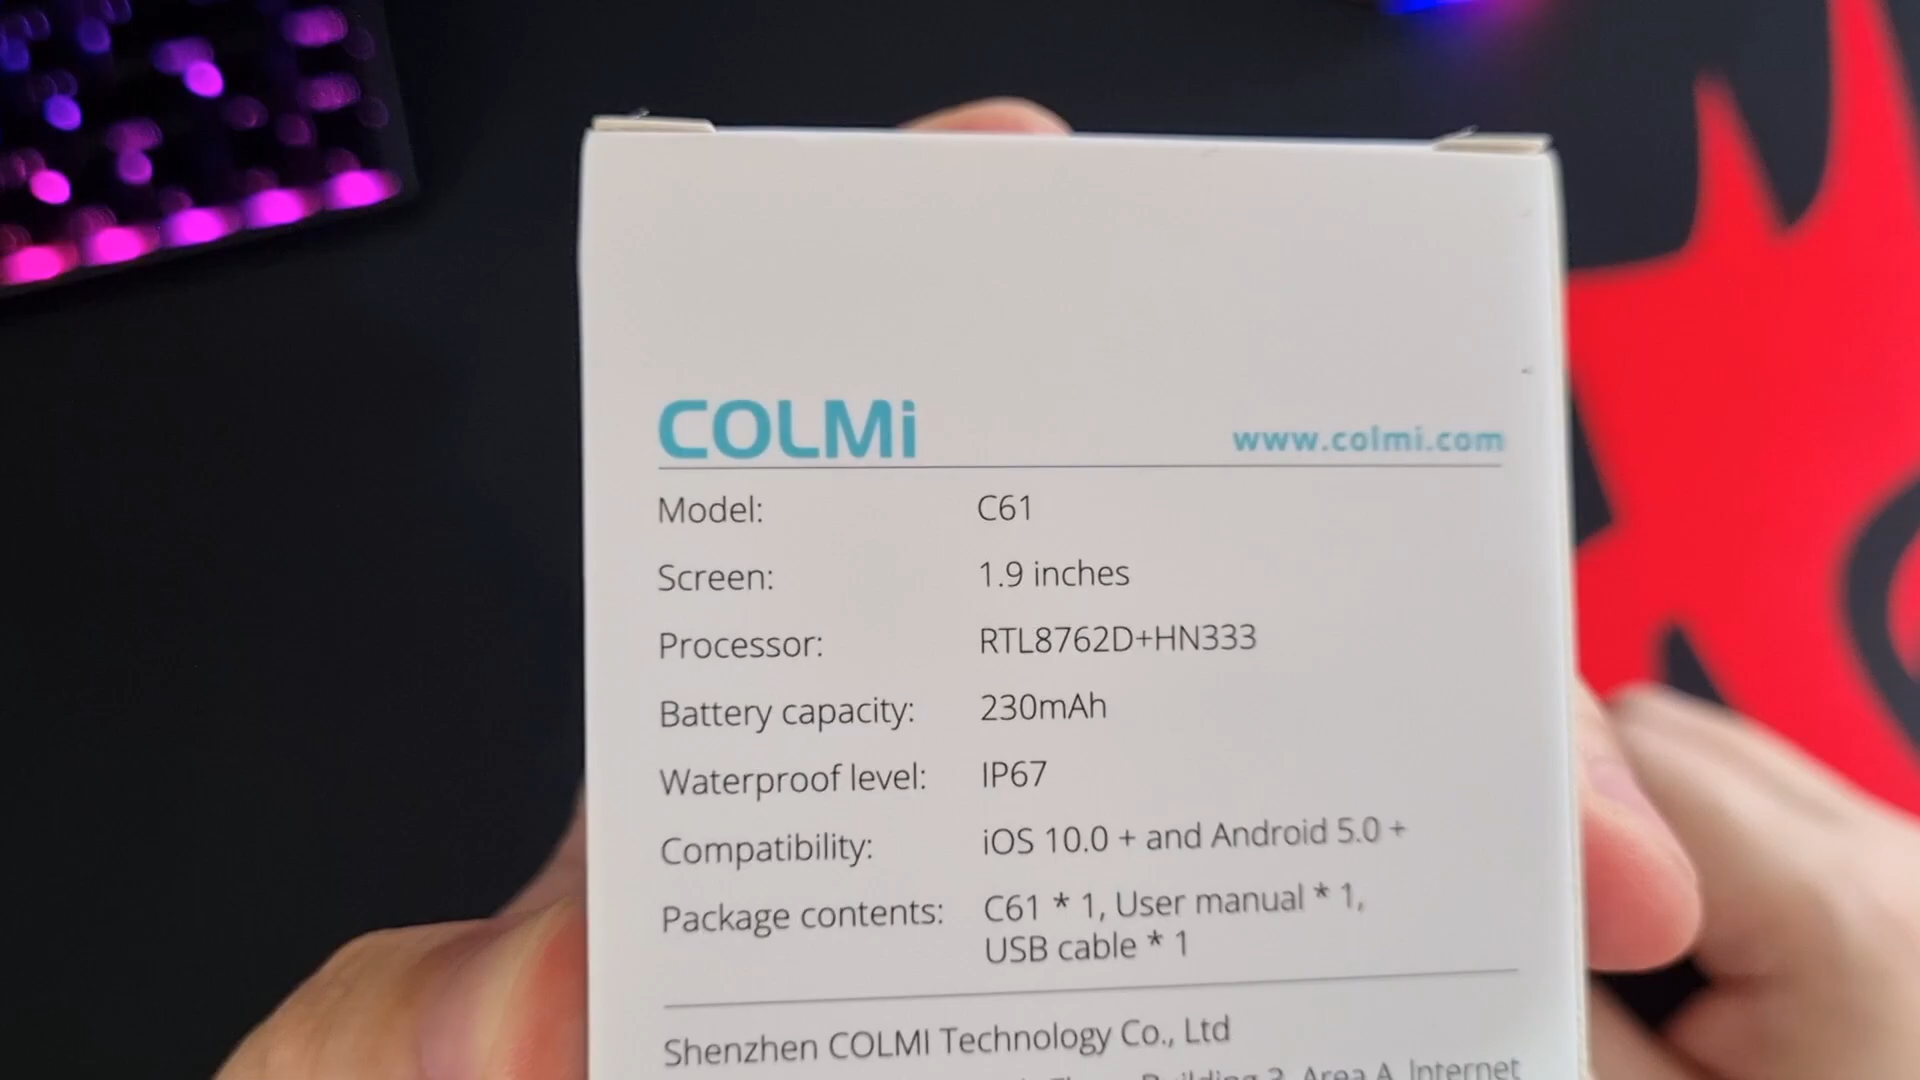 COLMi
www.colmi.com
Model: C61
Screen: 1.9 inches
Processor: RTL8762D+HN333
Battery capacity: 230mAh
Waterproof level: IP67
Compatibility: iOS 10.0 + and Android 5.0 +
Package contents: C61 * 1, User manual * 1,
USB cable * 1
Shenzhen COLMI Technology Co., Ltd
Building 3, Area A, Internet